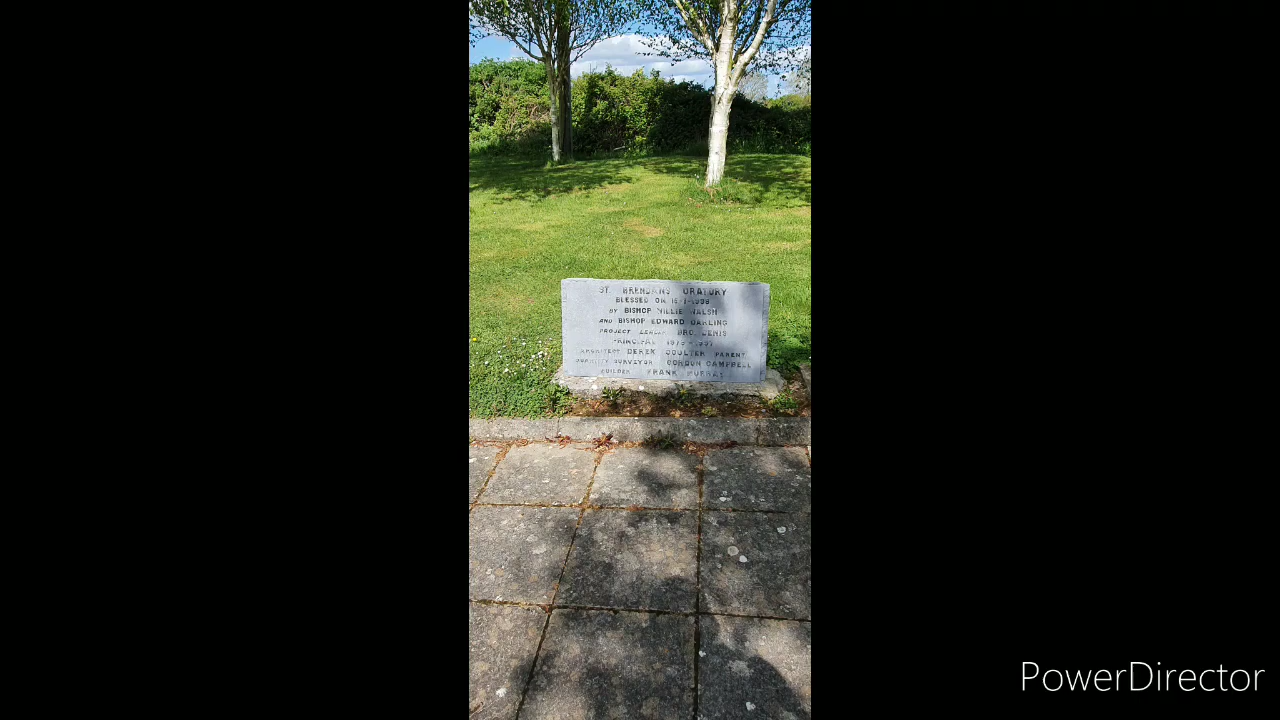 ST. BRENDANS ORATORY
BLESSED ON
BY BISHOP WILLIE WALSH
AND BISHOP EDWARD DARLING
PROJECT LEADER BRO. DENIS
PRINCIPAL
ARCHITECT DEREK COULTER PARENT
QUANTITY SURVEYOR GORDON CAMPBELL
BUILDER FRANK MURRAY
PowerDirector